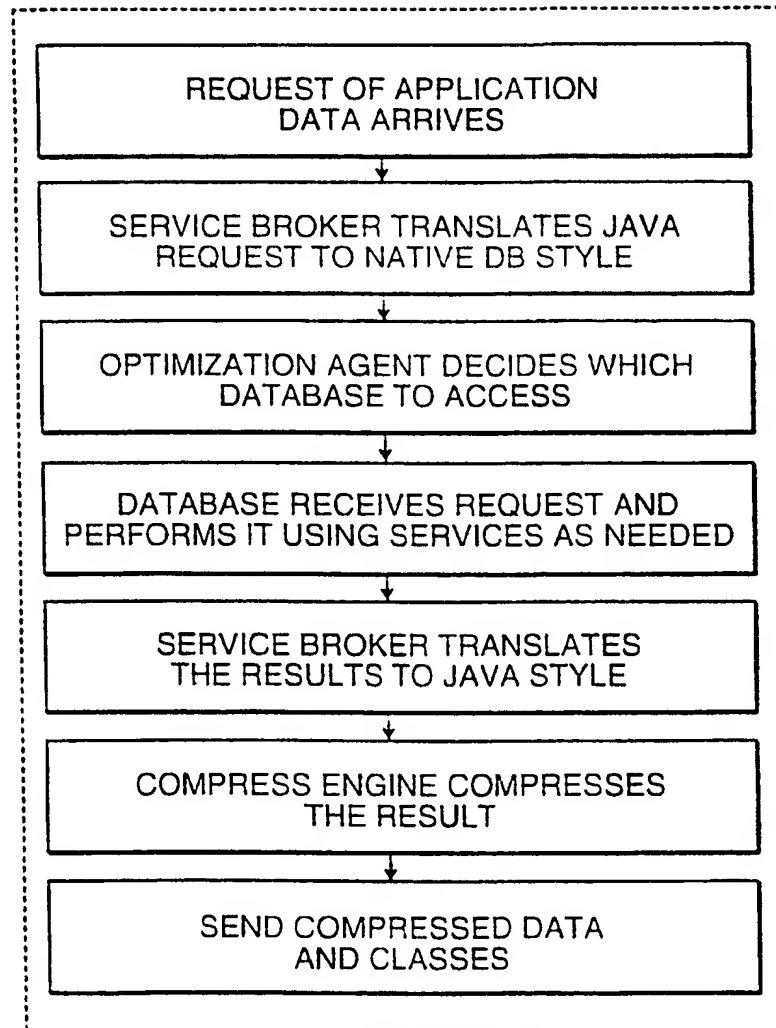 REQUEST OF APPLICATION
DATA ARRIVES
SERVICE BROKER TRANSLATES JAVA
REQUEST TO NATIVE DB STYLE
OPTIMIZATION AGENT DECIDES WHICH
DATABASE TO ACCESS
DATABASE RECEIVES REQUEST AND
PERFORMS IT USING SERVICES AS NEEDED
SERVICE BROKER TRANSLATES
THE RESULTS TO JAVA STYLE
COMPRESS ENGINE COMPRESSES
THE RESULT
SEND COMPRESSED DATA
AND CLASSES